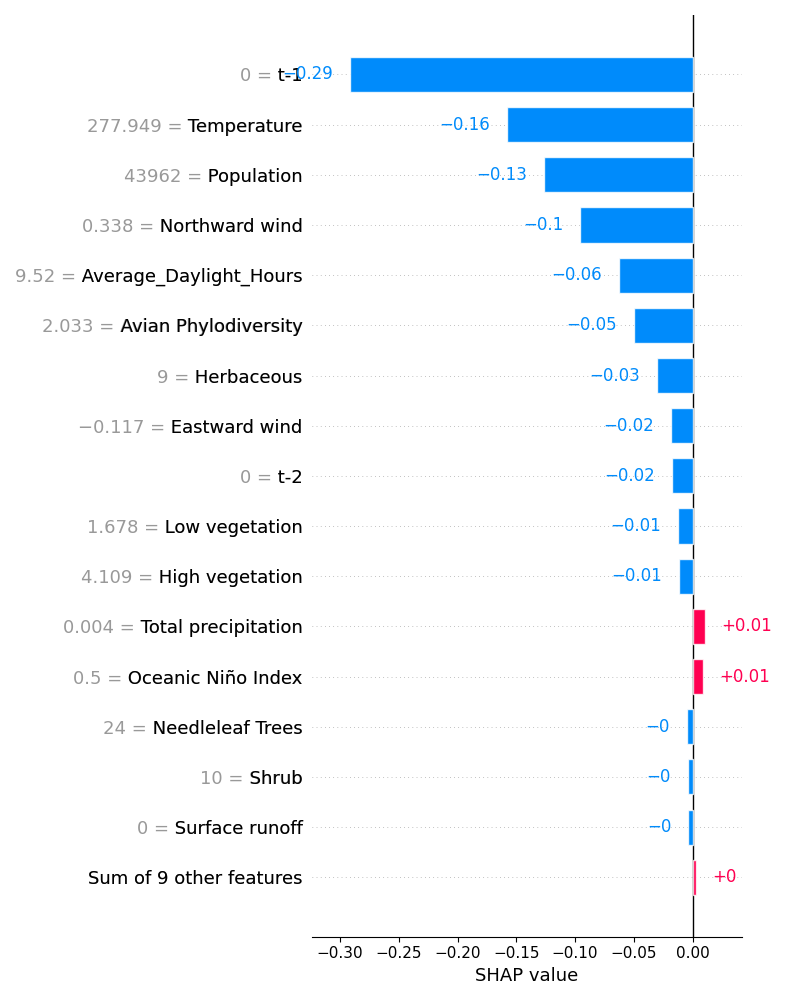 0 = t-1 −0.29
277.949 = Temperature −0.16
43962 = Population −0.13
0.338 = Northward wind −0.1
9.52 = Average_Daylight_Hours −0.06
2.033 = Avian Phylodiversity −0.05
9 = Herbaceous −0.03
−0.117 = Eastward wind −0.02
0 = t-2 −0.02
1.678 = Low vegetation −0.01
4.109 = High vegetation −0.01
0.004 = Total precipitation +0.01
0.5 = Oceanic Niño Index +0.01
24 = Needleleaf Trees −0
10 = Shrub −0
0 = Surface runoff −0
Sum of 9 other features +0
−0.30 −0.25 −0.20 −0.15 −0.10 −0.05 0.00
SHAP value